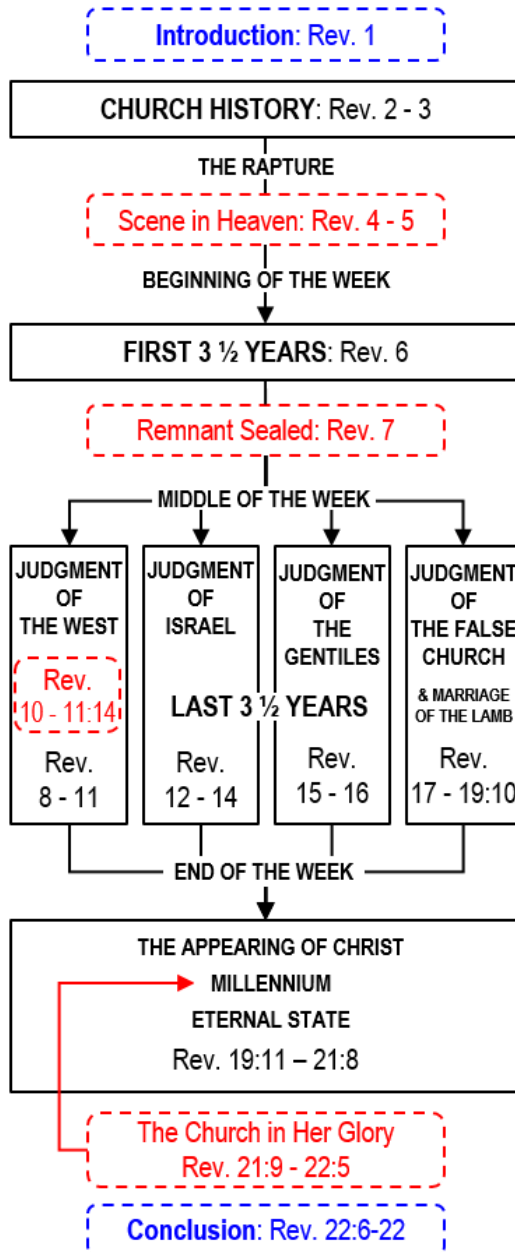 Introduction: Rev. 1
CHURCH HISTORY: Rev. 2 - 3
THE RAPTURE
Scene in Heaven: Rev. 4 - 5
BEGINNING OF THE WEEK
FIRST 3 ½ YEARS: Rev. 6
Remnant Sealed: Rev. 7
MIDDLE OF THE WEEK
JUDGMENT
OF
THE WEST
Rev.
10 - 11:14
Rev.
8 - 11
JUDGMENT
OF
ISRAEL
Rev.
12 - 14
JUDGMENT
OF
THE
GENTILES
Rev.
15 - 16
JUDGMENT
OF
THE FALSE
CHURCH
& MARRIAGE
OF THE LAMB
Rev.
17 - 19:10
LAST 3 ½ YEARS
END OF THE WEEK
THE APPEARING OF CHRIST
MILLENNIUM
ETERNAL STATE
Rev. 19:11 – 21:8
The Church in Her Glory
Rev. 21:9 - 22:5
Conclusion: Rev. 22:6-22